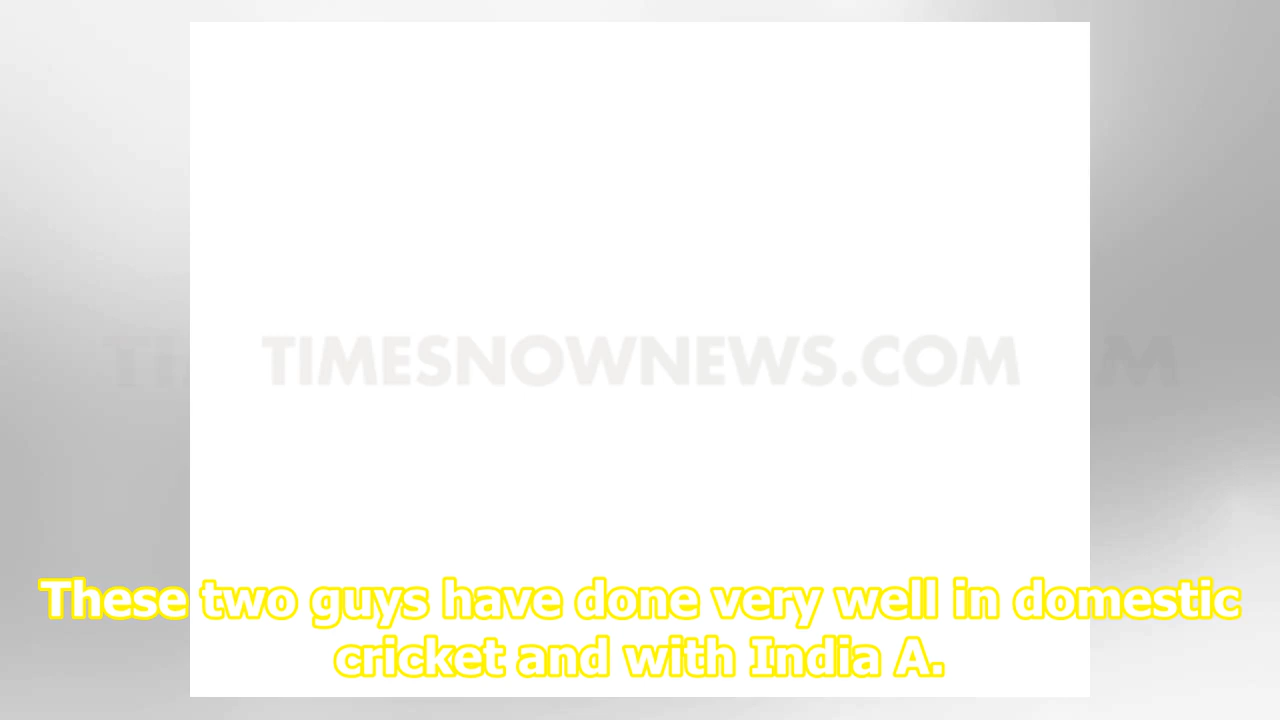 TIMESNOWNEWS.COM
These two guys have done very well in domestic
cricket and with India A.